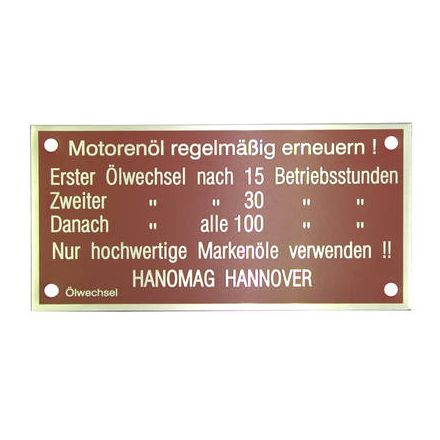 Motorenöl regelmäßig erneuern !
Erster Ölwechsel nach 15 Betriebsstunden
Zweiter " " 30 " "
Danach " alle 100 " "
Nur hochwertige Markenöle verwenden !!
HANOMAG HANNOVER
Ölwechsel